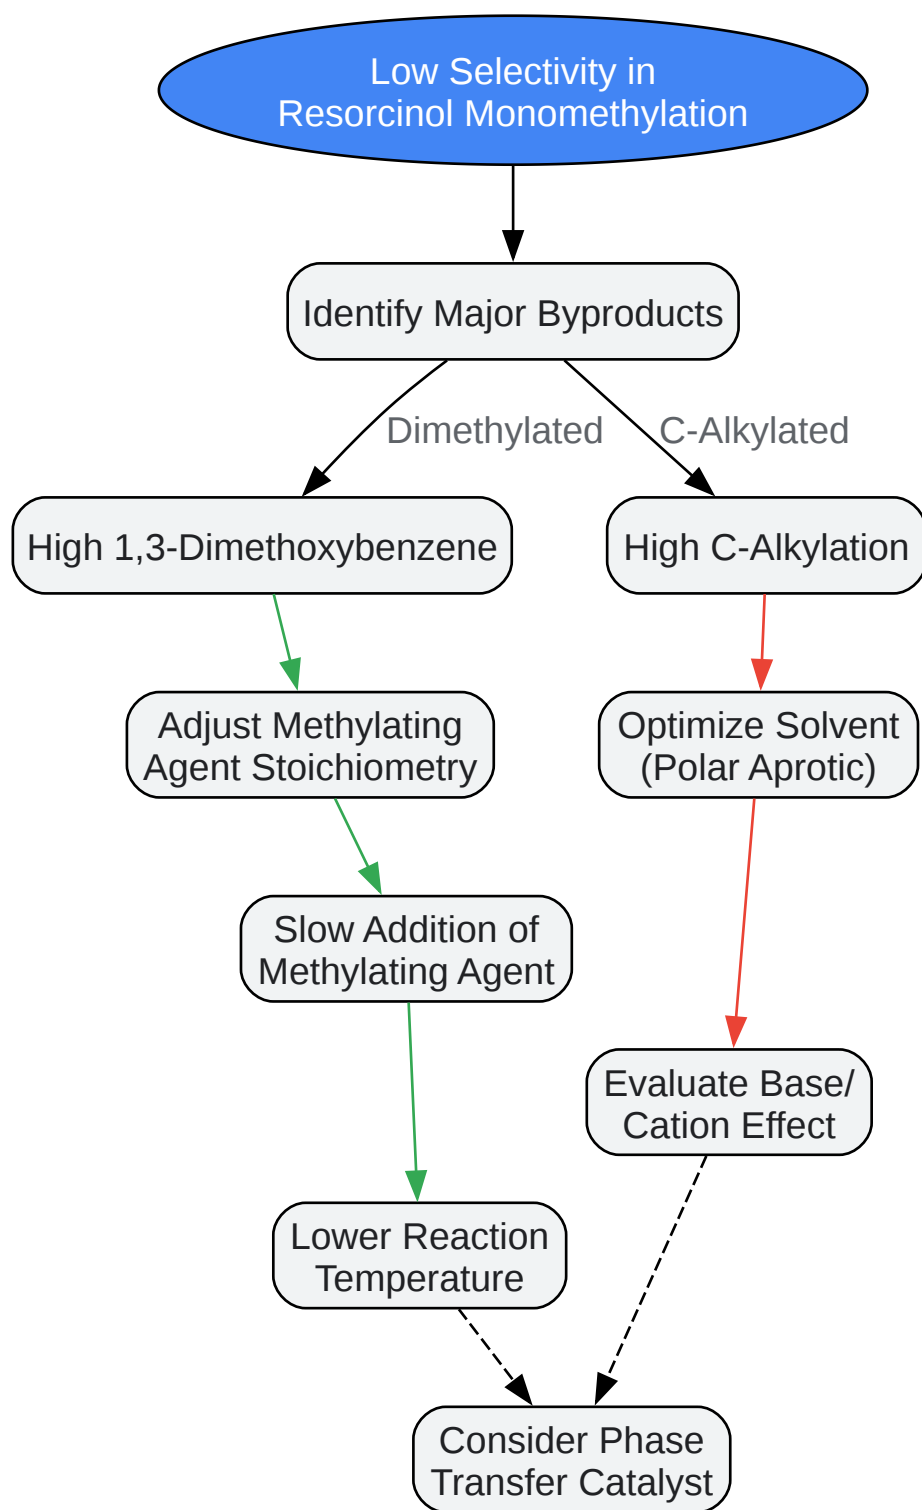 Low Selectivity in
Resorcinol Monomethylation
Identify Major Byproducts
Dimethylated
C-Alkylated
High 1,3-Dimethoxybenzene
High C-Alkylation
Adjust Methylating
Agent Stoichiometry
Optimize Solvent
(Polar Aprotic)
Slow Addition of
Methylating Agent
Evaluate Base/
Cation Effect
Lower Reaction
Temperature
Consider Phase
Transfer Catalyst